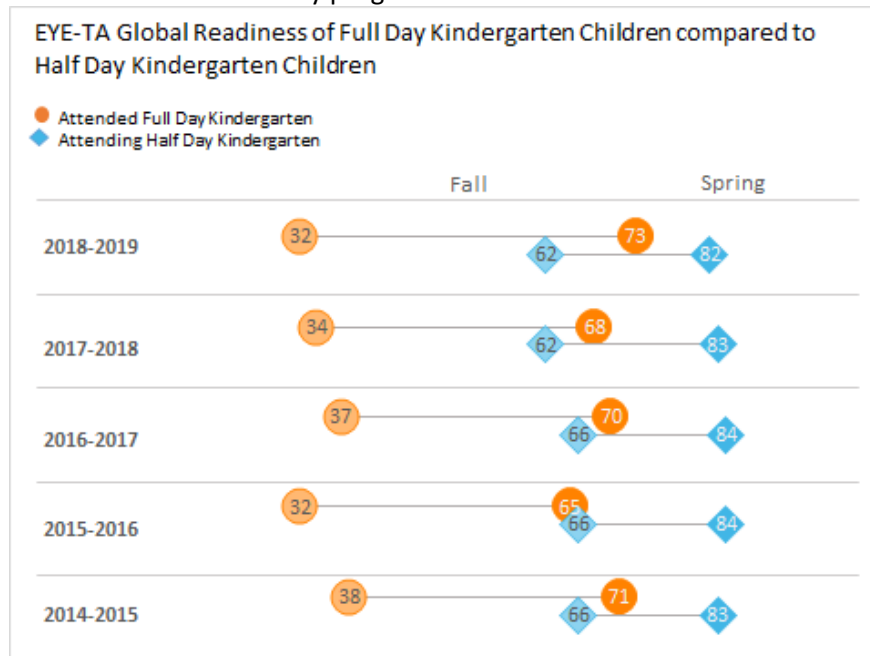 EYE-TA Global Readiness of Full Day Kindergarten Children compared to
Half Day Kindergarten Children
Attended Full Day Kindergarten
Attending Half Day Kindergarten
Fall Spring
2018-2019 32 73
62 82
2017-2018 34 68
62 83
2016-2017 37 70
66 84
2015-2016 32 65
66 84
2014-2015 38 71
66 83